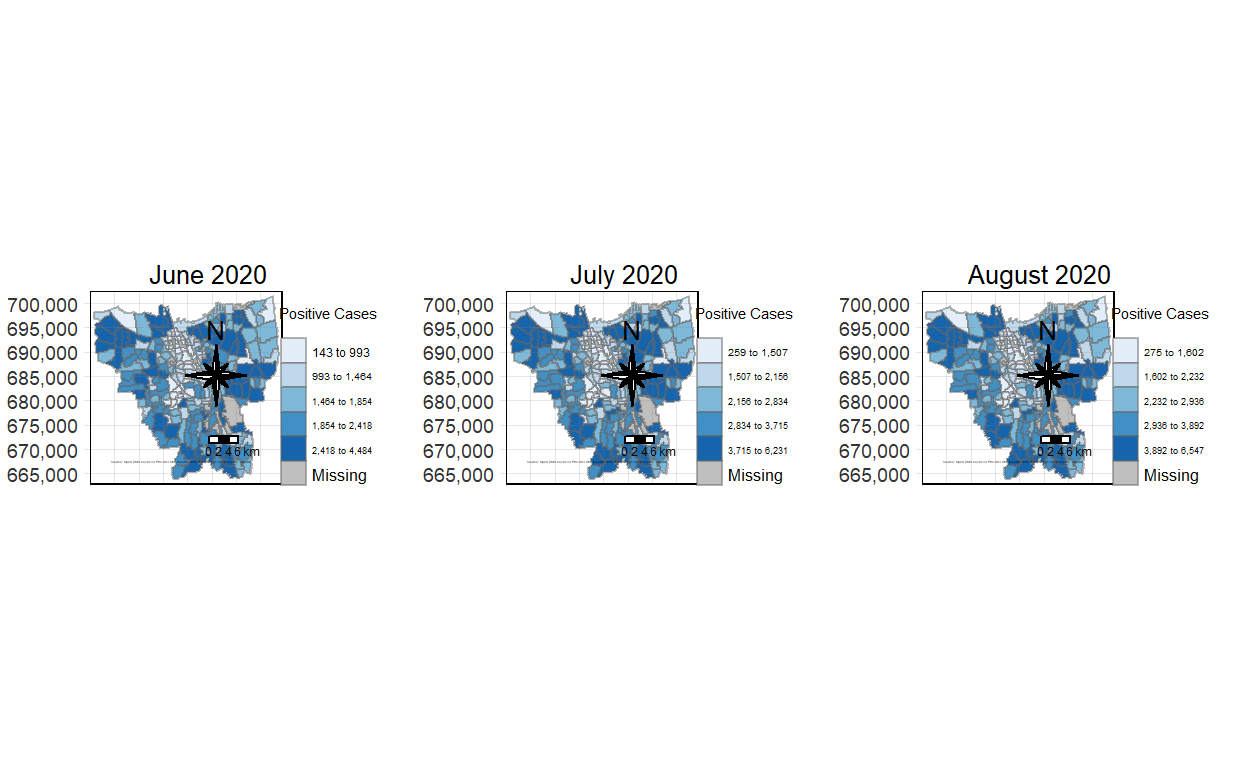 June 2020
700,000
695,000
690,000
685,000
680,000
675,000
670,000
665,000
N
0 2 4 6 km
Positive Cases
143 to 993
993 to 1,464
1,464 to 1,854
1,854 to 2,418
2,418 to 4,484
Missing
July 2020
700,000
695,000
690,000
685,000
680,000
675,000
670,000
665,000
N
0 2 4 6 km
Positive Cases
259 to 1,507
1,507 to 2,156
2,156 to 2,834
2,834 to 3,715
3,715 to 6,231
Missing
August 2020
700,000
695,000
690,000
685,000
680,000
675,000
670,000
665,000
N
0 2 4 6 km
Positive Cases
275 to 1,602
1,602 to 2,232
2,232 to 2,936
2,936 to 3,892
3,892 to 6,547
Missing